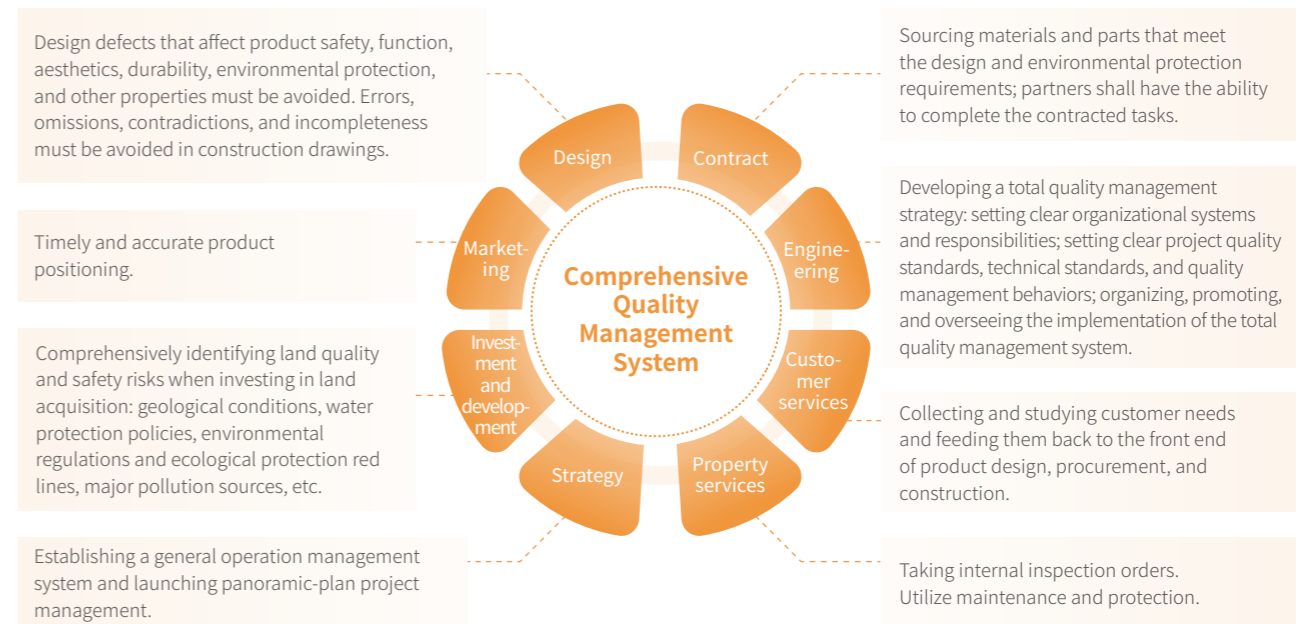 Design defects that affect product safety, function,
aesthetics, durability, environmental protection,
and other properties must be avoided. Errors,
omissions, contradictions, and incompleteness
must be avoided in construction drawings.
Timely and accurate product
positioning.
Comprehensively identifying land quality
and safety risks when investing in land
acquisition: geological conditions, water
protection policies, environmental
regulations and ecological protection red
lines, major pollution sources, etc.
Establishing a general operation management
system and launching panoramic-plan project
management.
Design
Contract
Market-
ing
Engine-
ering
Invest-
ment
and
develop-
ment
Custo-
mer
services
Strategy
Property
services
Comprehensive
Quality
Management
System
Sourcing materials and parts that meet
the design and environmental protection
requirements; partners shall have the ability
to complete the contracted tasks.
Developing a total quality management
strategy: setting clear organizational systems
and responsibilities; setting clear project quality
standards, technical standards, and quality
management behaviors; organizing, promoting,
and overseeing the implementation of the total
quality management system.
Collecting and studying customer needs
and feeding them back to the front end
of product design, procurement, and
construction.
Taking internal inspection orders.
Utilize maintenance and protection.